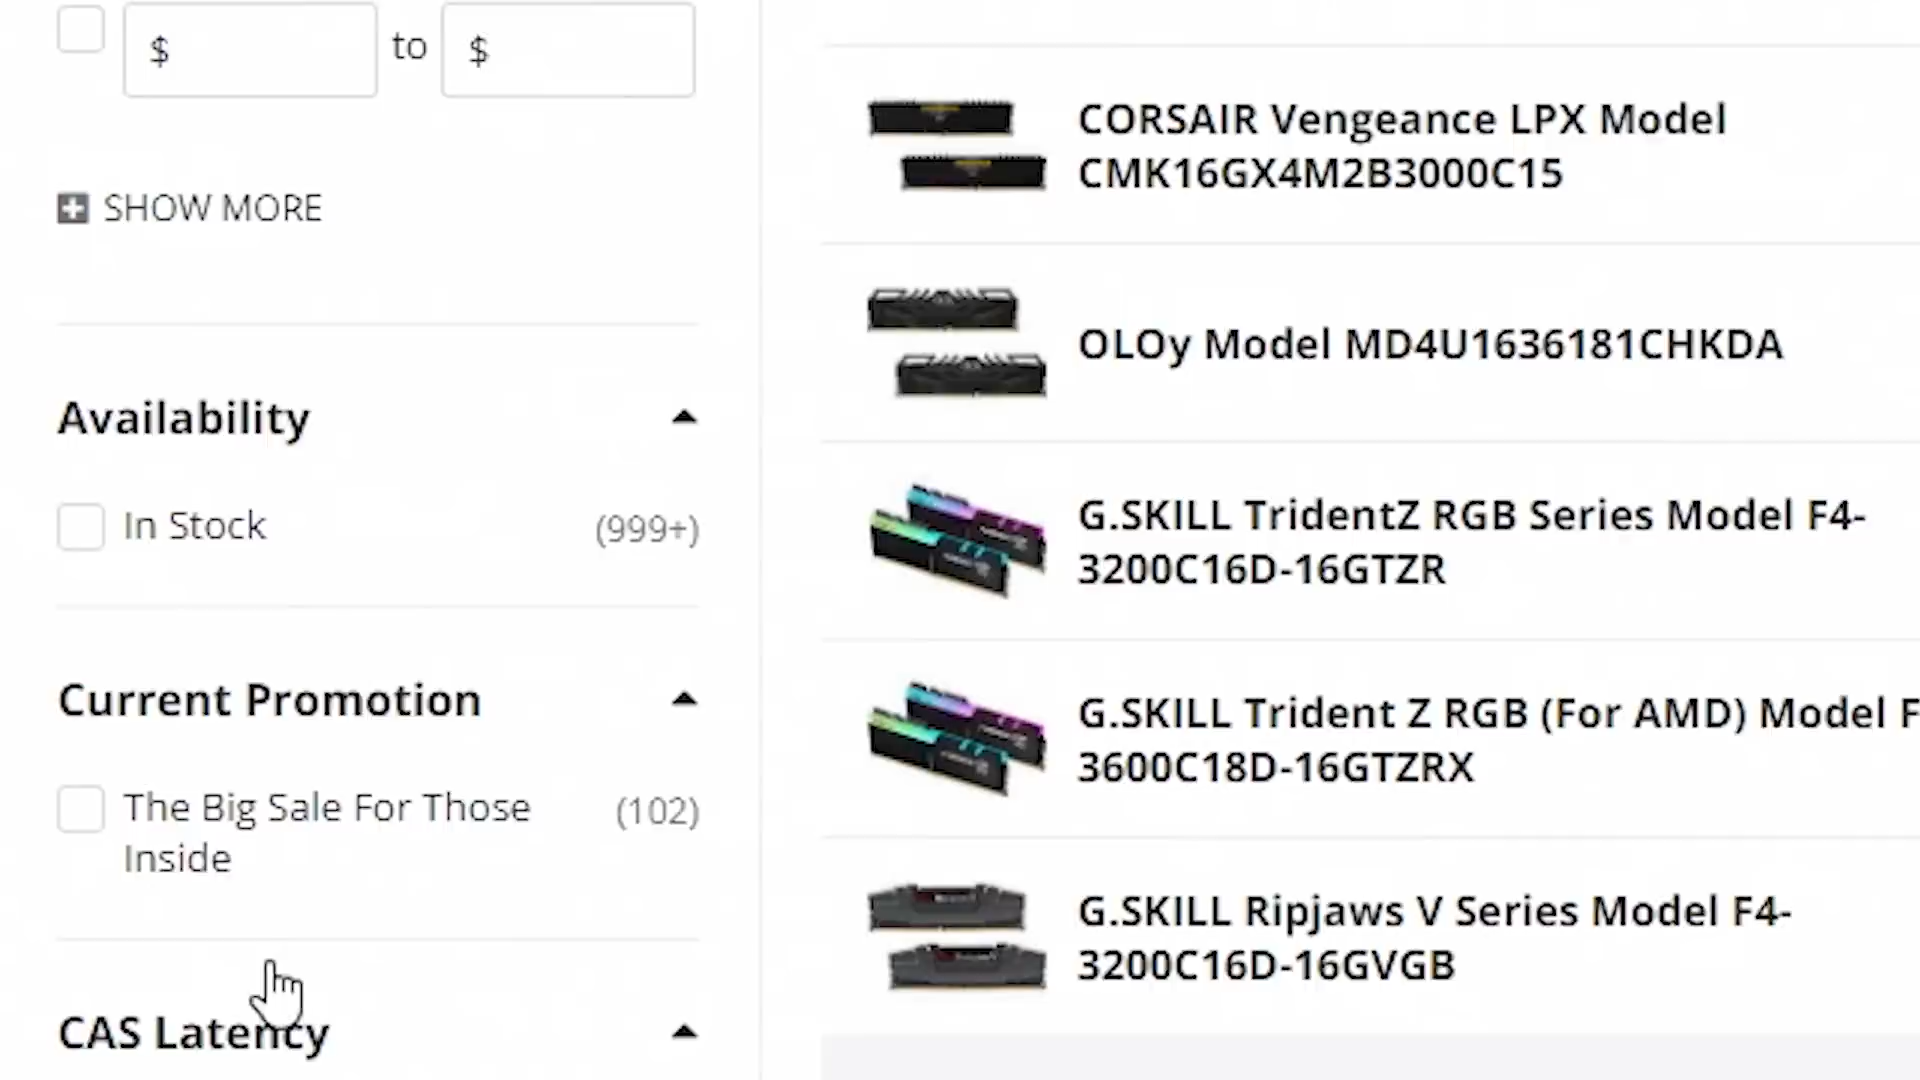 $ to $
SHOW MORE
Availability
In Stock (999+)
Current Promotion
The Big Sale For Those (102)
Inside
CAS Latency
CORSAIR Vengeance LPX Model
CMK16GX4M2B3000C15
OLOy Model MD4U1636181CHKDA
G.SKILL TridentZ RGB Series Model F4-
3200C16D-16GTZR
G.SKILL Trident Z RGB (For AMD) Model F
3600C18D-16GTZRX
G.SKILL Ripjaws V Series Model F4-
3200C16D-16GVGB